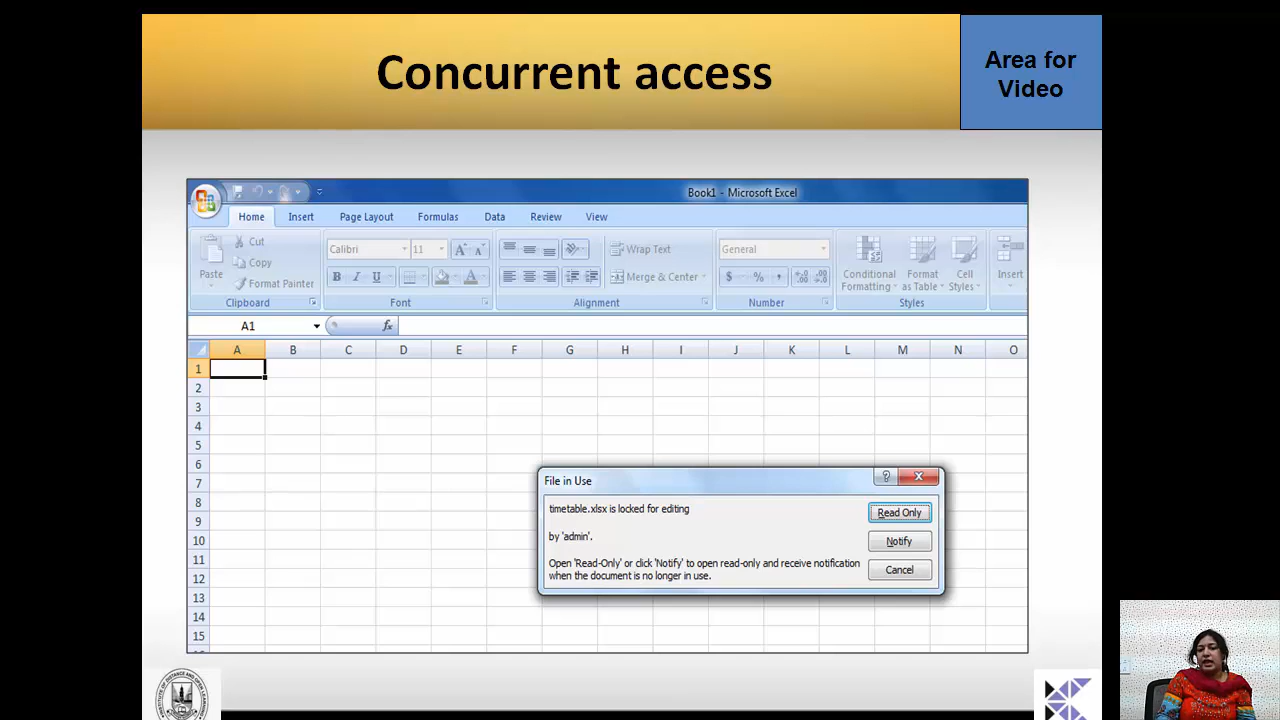 Concurrent access
Area for
Video
Book1 - Microsoft Excel
Home Insert Page Layout Formulas Data Review View
Cut
Copy
Format Painter
Paste
Clipboard
Calibri 11
B I U
Font
Wrap Text
Merge & Center
Alignment
General
$ % ,
Number
Conditional
Formatting
Format
as Table
Cell
Styles
Styles
Insert
A1 fx
A B C D E F G H I J K L M N O
1
2
3
4
5
6
7
8
9
10
11
12
13
14
15
File in Use
timetable.xlsx is locked for editing
by 'admin'.
Open 'Read-Only' or click 'Notify' to open read-only and receive notification
when the document is no longer in use.
Read Only
Notify
Cancel